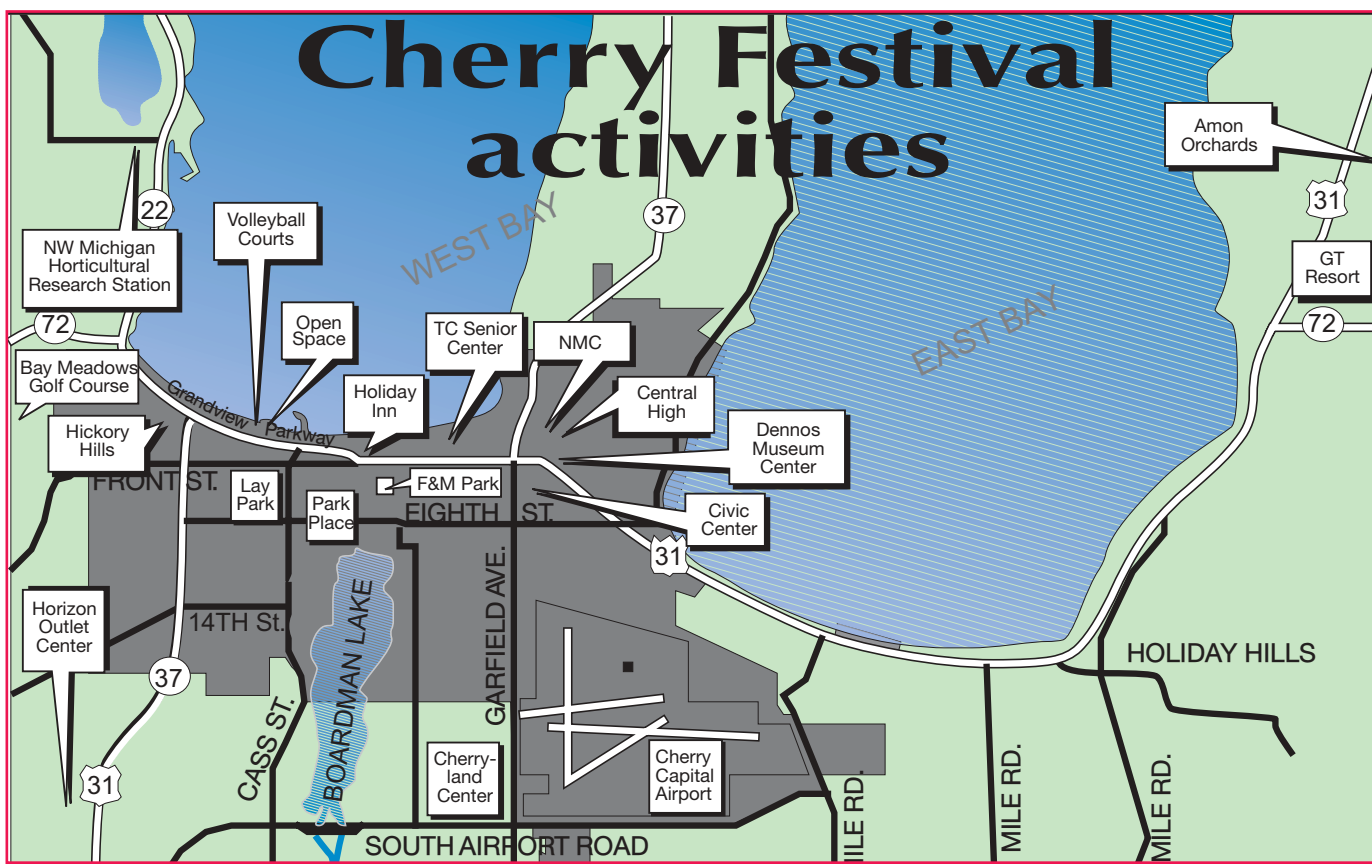 Cherry Festival
activities
Amon
Orchards
31
22
37
Volleyball
Courts
WEST BAY
NW Michigan
Horticultural
Research Station
GT
Resort
72
Open
Space
TC Senior
Center
NMC
EAST BAY
72
Bay Meadows
Golf Course
Grandview Parkway
Holiday
Inn
Central
High
Hickory
Hills
Dennos
Museum
Center
FRONT ST.
Lay
Park
Park
Place
F&M Park
EIGHTH ST.
Civic
Center
31
Horizon
Outlet
Center
14TH St.
BOARDMAN LAKE
GARFIELD AVE.
HOLIDAY HILLS
37
CASS ST.
31
Cherry-
land
Center
Cherry
Capital
Airport
MILE RD.
MILE RD.
SOUTH AIRPORT ROAD